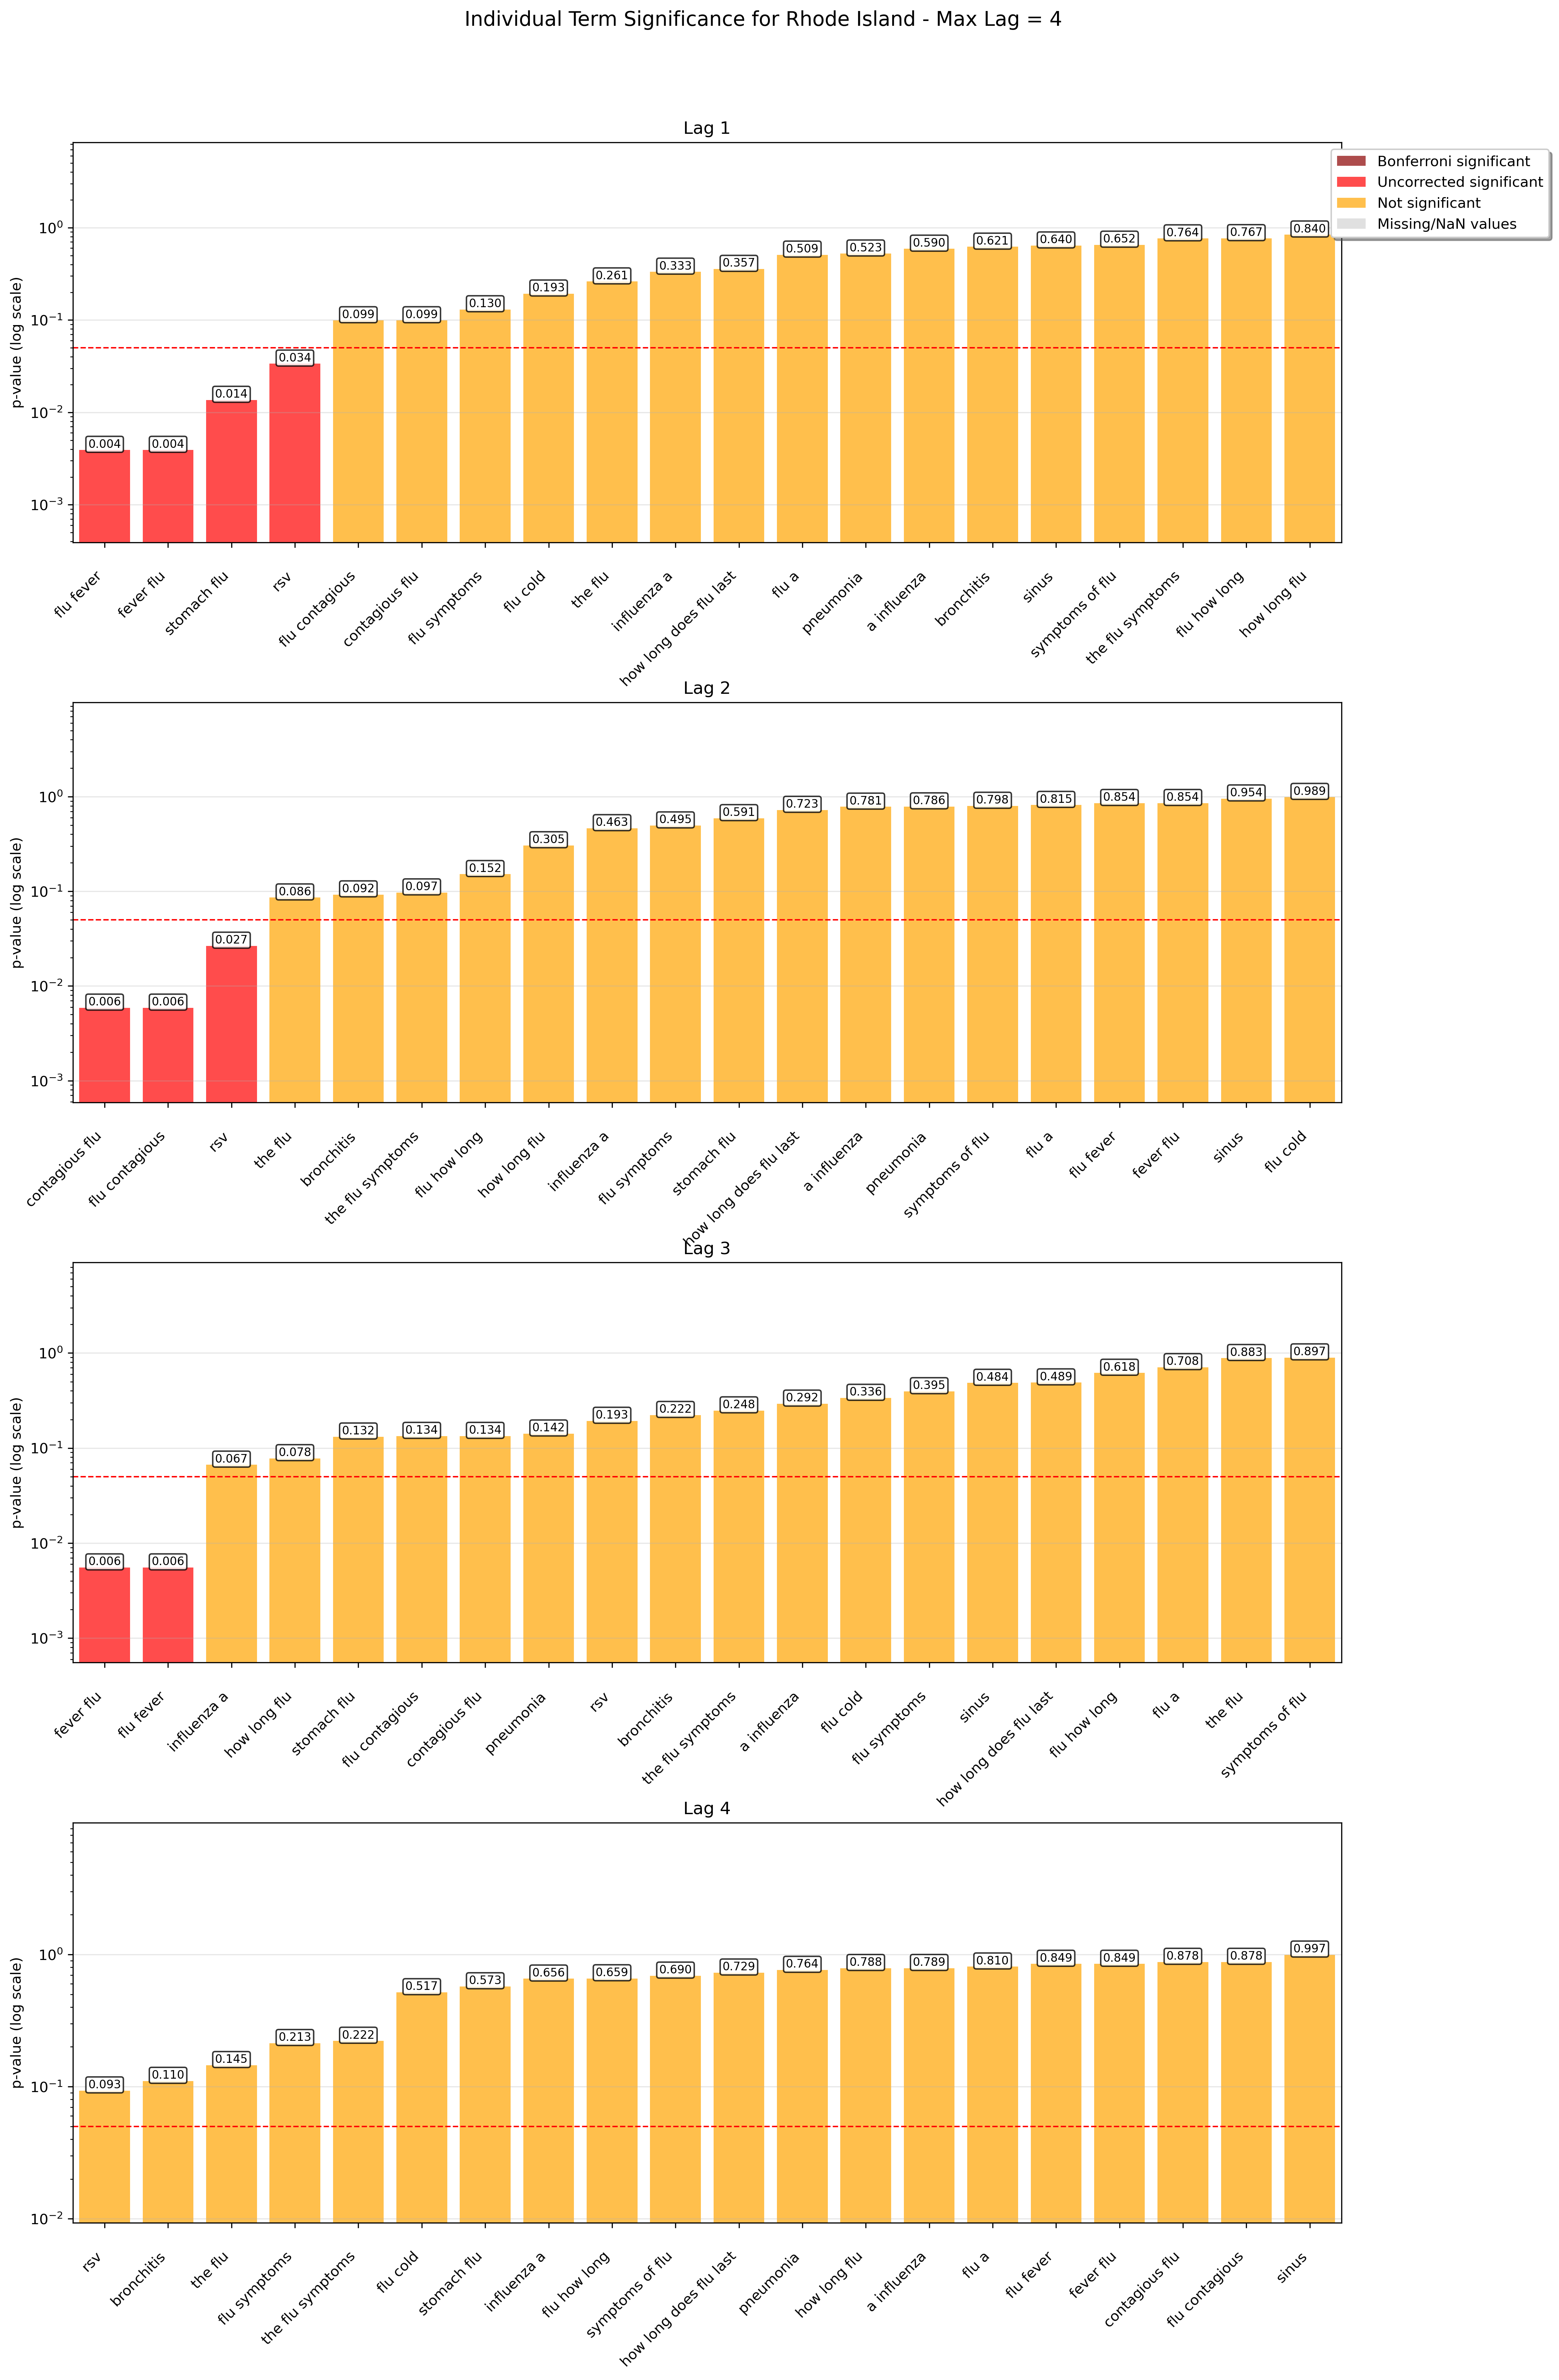 Individual Term Significance for Rhode Island - Max Lag = 4
Lag 1
Bonferroni significant
Uncorrected significant
Not significant
Missing/NaN values
p-value (log scale)
10⁰
10⁻¹
10⁻²
10⁻³
0.004 0.004 0.014 0.034 0.099 0.099 0.130 0.193 0.261 0.333 0.357 0.509 0.523 0.590 0.621 0.640 0.652 0.764 0.767 0.840
flu fever
fever flu
stomach flu
rsv
flu contagious
contagious flu
flu symptoms
flu cold
the flu
influenza a
how long does flu last
flu a
pneumonia
a influenza
bronchitis
sinus
symptoms of flu
the flu symptoms
flu how long
how long flu
Lag 2
p-value (log scale)
10⁰
10⁻¹
10⁻²
10⁻³
0.006 0.006 0.027 0.086 0.092 0.097 0.152 0.305 0.463 0.495 0.591 0.723 0.781 0.786 0.798 0.815 0.854 0.854 0.954 0.989
contagious flu
flu contagious
rsv
the flu
bronchitis
the flu symptoms
flu how long
how long flu
influenza a
flu symptoms
stomach flu
how long does flu last
a influenza
pneumonia
symptoms of flu
flu a
flu fever
fever flu
sinus
flu cold
Lag 3
p-value (log scale)
10⁰
10⁻¹
10⁻²
10⁻³
0.006 0.006 0.067 0.078 0.132 0.134 0.134 0.142 0.193 0.222 0.248 0.292 0.336 0.395 0.484 0.489 0.618 0.708 0.883 0.897
fever flu
flu fever
influenza a
how long flu
stomach flu
flu contagious
contagious flu
pneumonia
rsv
bronchitis
the flu symptoms
a influenza
flu cold
flu symptoms
sinus
how long does flu last
flu how long
flu a
the flu
symptoms of flu
Lag 4
p-value (log scale)
10⁰
10⁻¹
10⁻²
0.093 0.110 0.145 0.213 0.222 0.517 0.573 0.656 0.659 0.690 0.729 0.764 0.788 0.789 0.810 0.849 0.849 0.878 0.878 0.997
rsv
bronchitis
the flu
flu symptoms
the flu symptoms
flu cold
stomach flu
influenza a
flu how long
symptoms of flu
how long does flu last
pneumonia
how long flu
a influenza
flu a
flu fever
fever flu
contagious flu
flu contagious
sinus